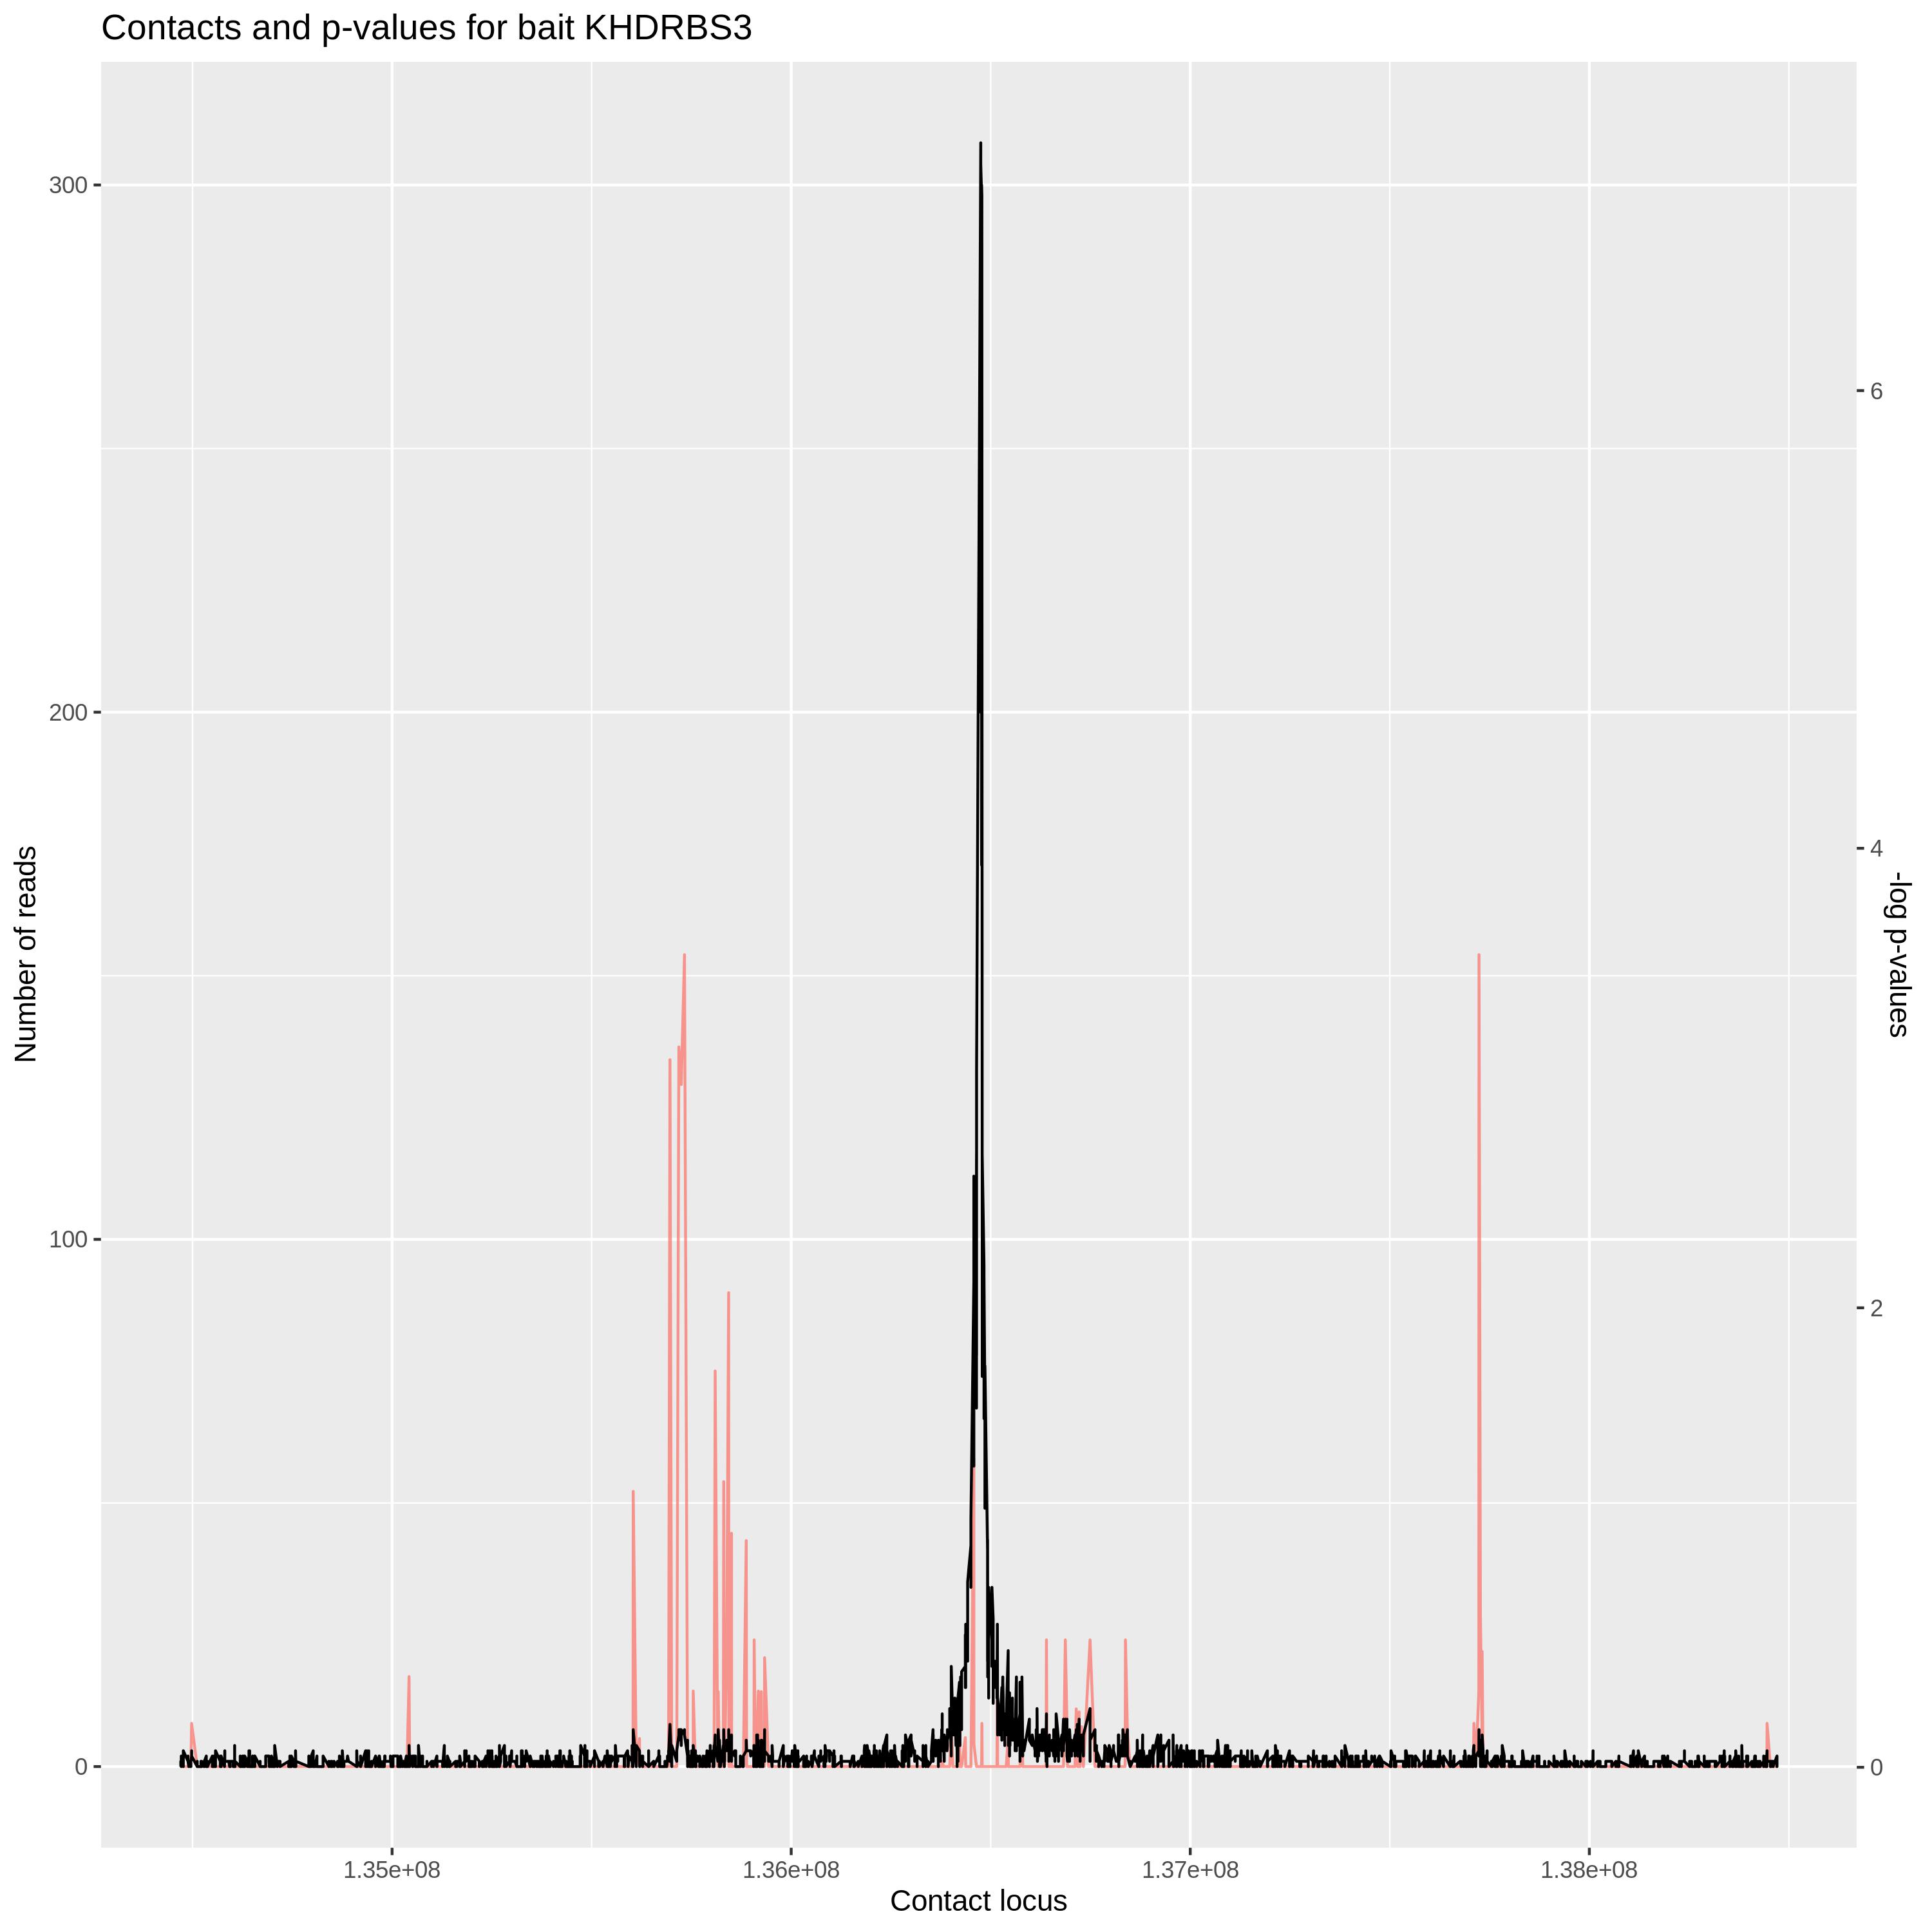 Contacts and p-values for bait KHDRBS3
300
200
100
0
Number of reads
6
4
2
0
-log p-values
1.35e+08
1.36e+08
1.37e+08
1.38e+08
Contact locus